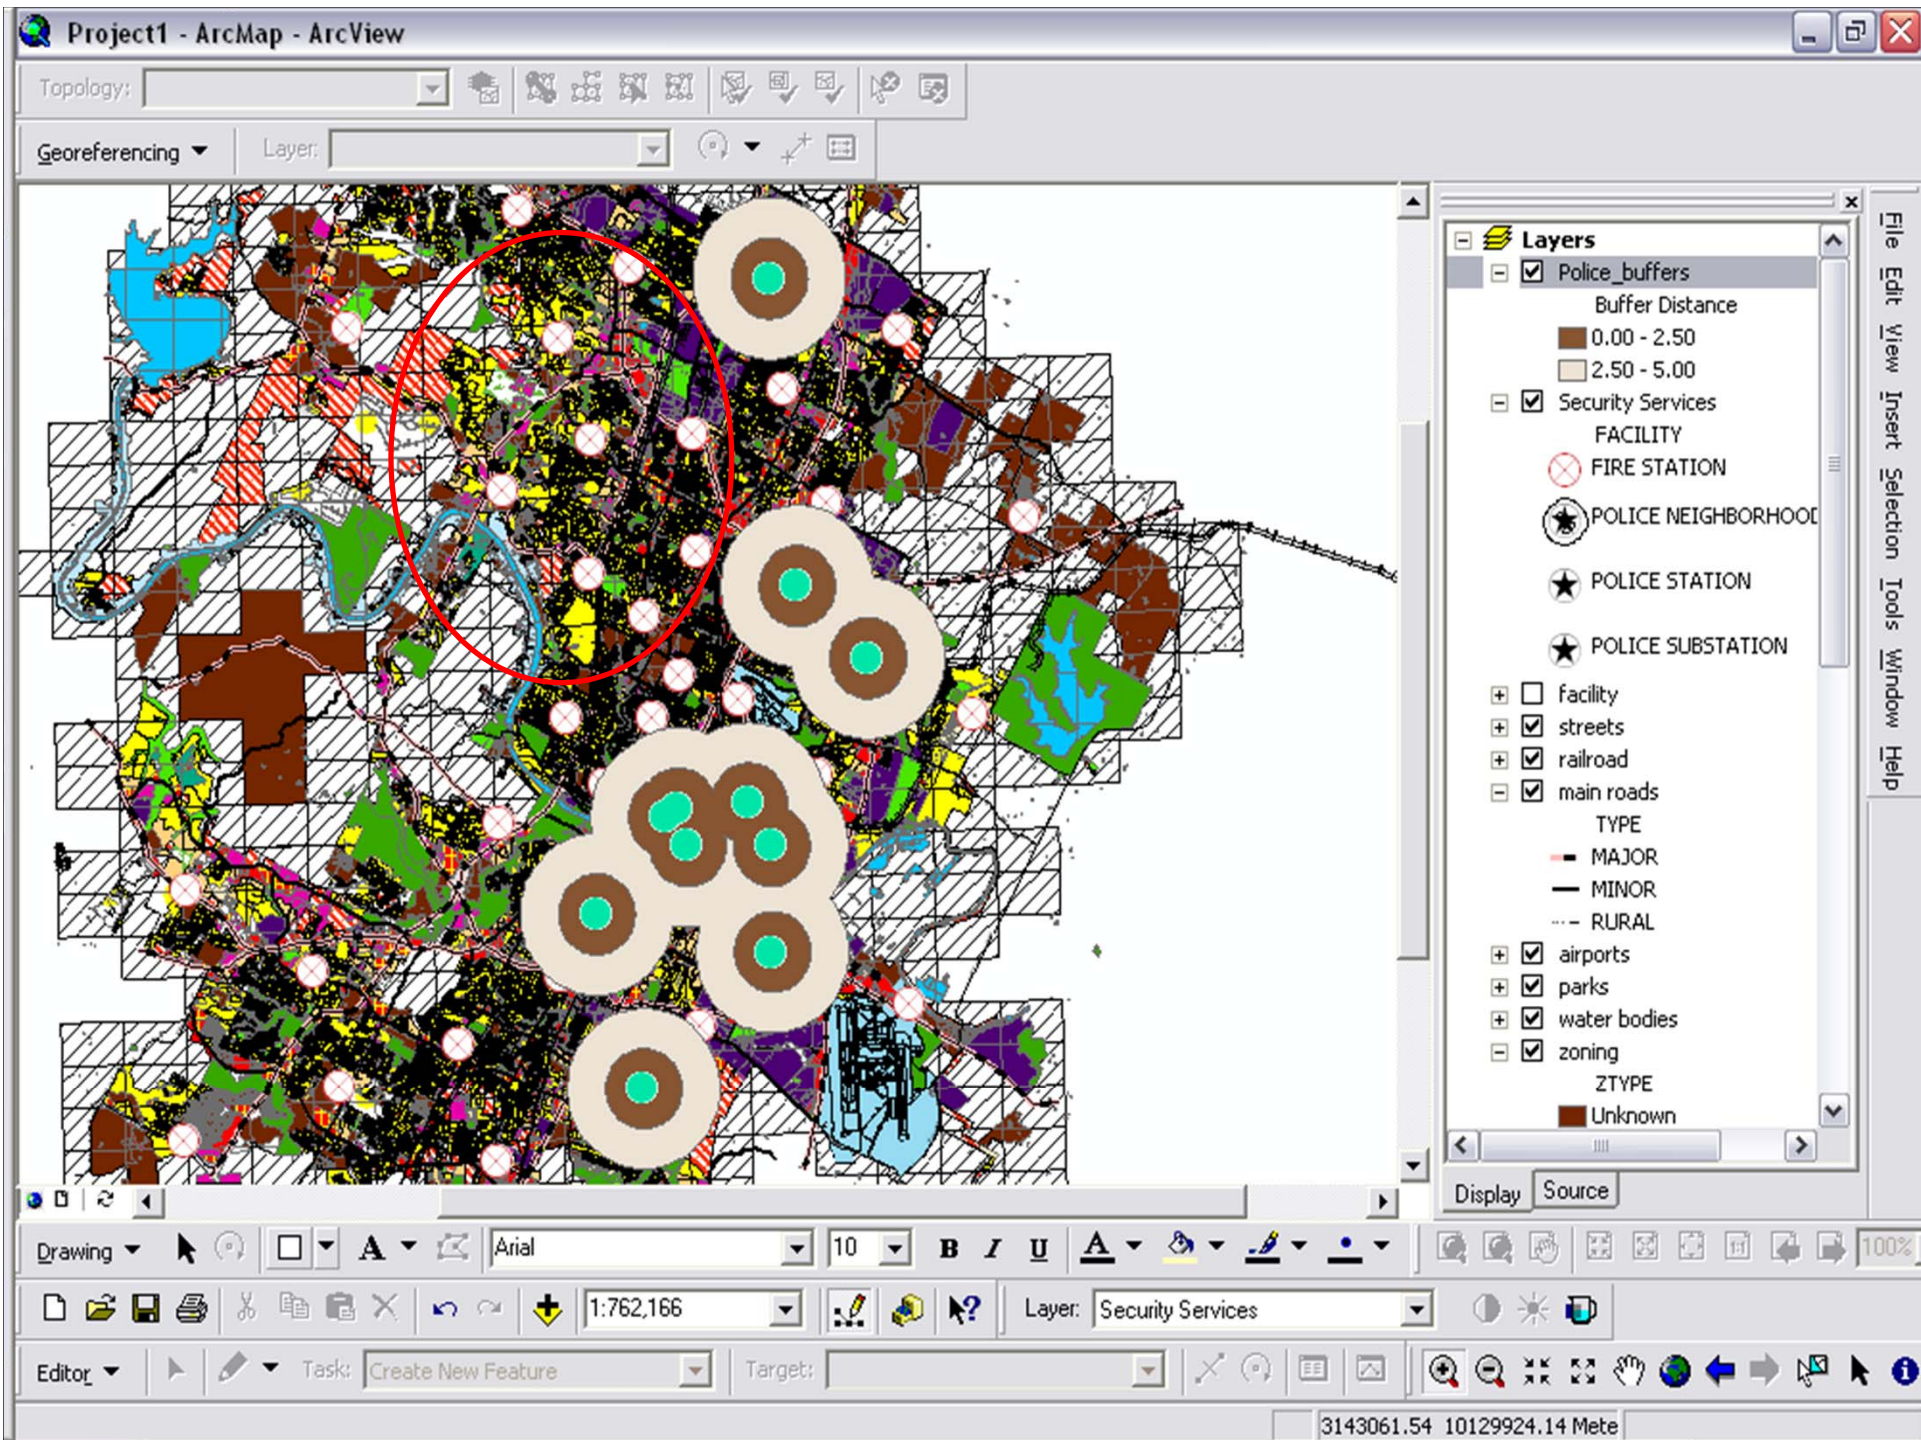 Project1 - ArcMap - ArcView
Topology:
Georeferencing
Layer:
Layers
Police_buffers
Buffer Distance
0.00 - 2.50
2.50 - 5.00
Security Services
FACILITY
FIRE STATION
POLICE NEIGHBORHOOD
POLICE STATION
POLICE SUBSTATION
facility
streets
railroad
main roads
TYPE
MAJOR
MINOR
RURAL
airports
parks
water bodies
zoning
ZTYPE
Unknown
Display Source
File Edit View Insert Selection Tools Window Help
Drawing A Arial 10 B I U A 1:1 100%
1:762,166 Layer: Security Services
Editor Task: Create New Feature Target:
3143061.54 10129924.14 Mete